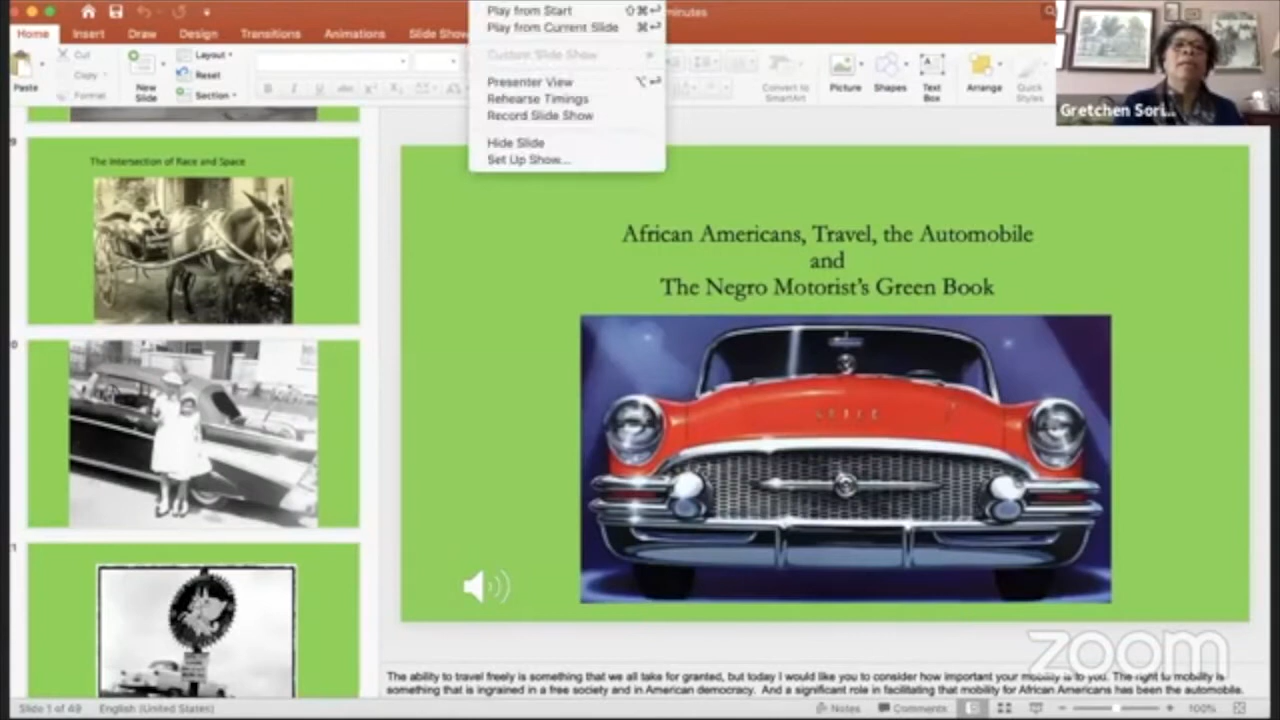 Play from Start ⇧⌘↩
minutes
Play from Current Slide ⌘↩
Home Insert Draw Design Transitions Animations Slide Show
Custom Slide Show
Presenter View ⌥↩
Rehearse Timings
Record Slide Show
Hide Slide
Set Up Show...
Cut
Copy
Format
Paste
New
Slide
Layout
Reset
Section
Convert to
SmartArt
Picture
Shapes
Text
Box
Arrange
Quick
Styles
Gretchen Sori...
The Intersection of Race and Space
African Americans, Travel, the Automobile
and
The Negro Motorist's Green Book
zoom
The ability to travel freely is something that we all take for granted, but today I would like you to consider how important your mobility is to you. The right to mobility is
something that is ingrained in a free society and in American democracy. And a significant role in facilitating that mobility for African Americans has been the automobile.
Slide 1 of 49 English (United States) Notes Comments 100%